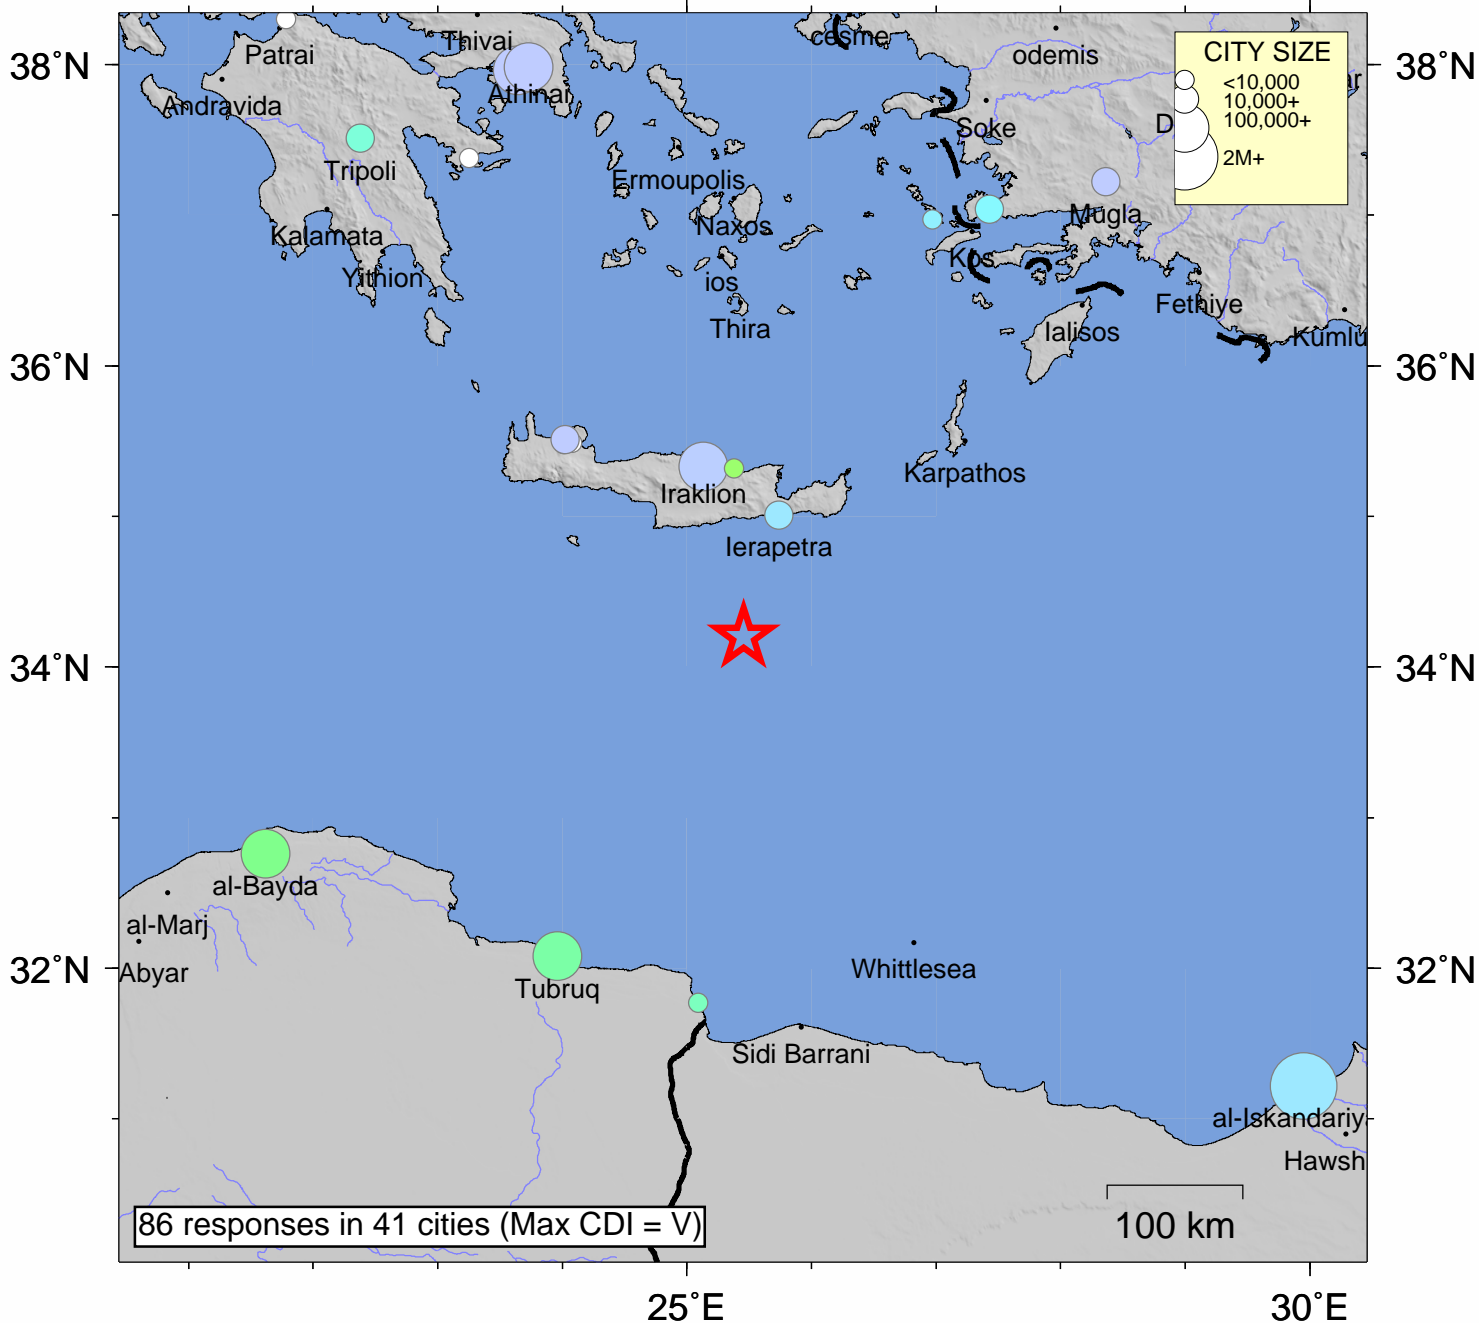 38˚N
38˚N
36˚N
36˚N
34˚N
34˚N
32˚N
32˚N
25˚E
30˚E
CITY SIZE
<10,000
10,000+
100,000+
2M+
Patrai
Thivai
cesme
odemis
ar
Andravida
Athinai
Soke
D
Tripoli
Ermoupolis
Mugla
Naxos
Kalamata
Kos
Yithion
ios
Fethiye
Thira
Ialisos
Kumlu
Karpathos
Iraklion
Ierapetra
al-Bayda
al-Marj
Abyar
Tubruq
Whittlesea
Sidi Barrani
al-Iskandariya
Hawsh
86 responses in 41 cities (Max CDI = V)
100 km